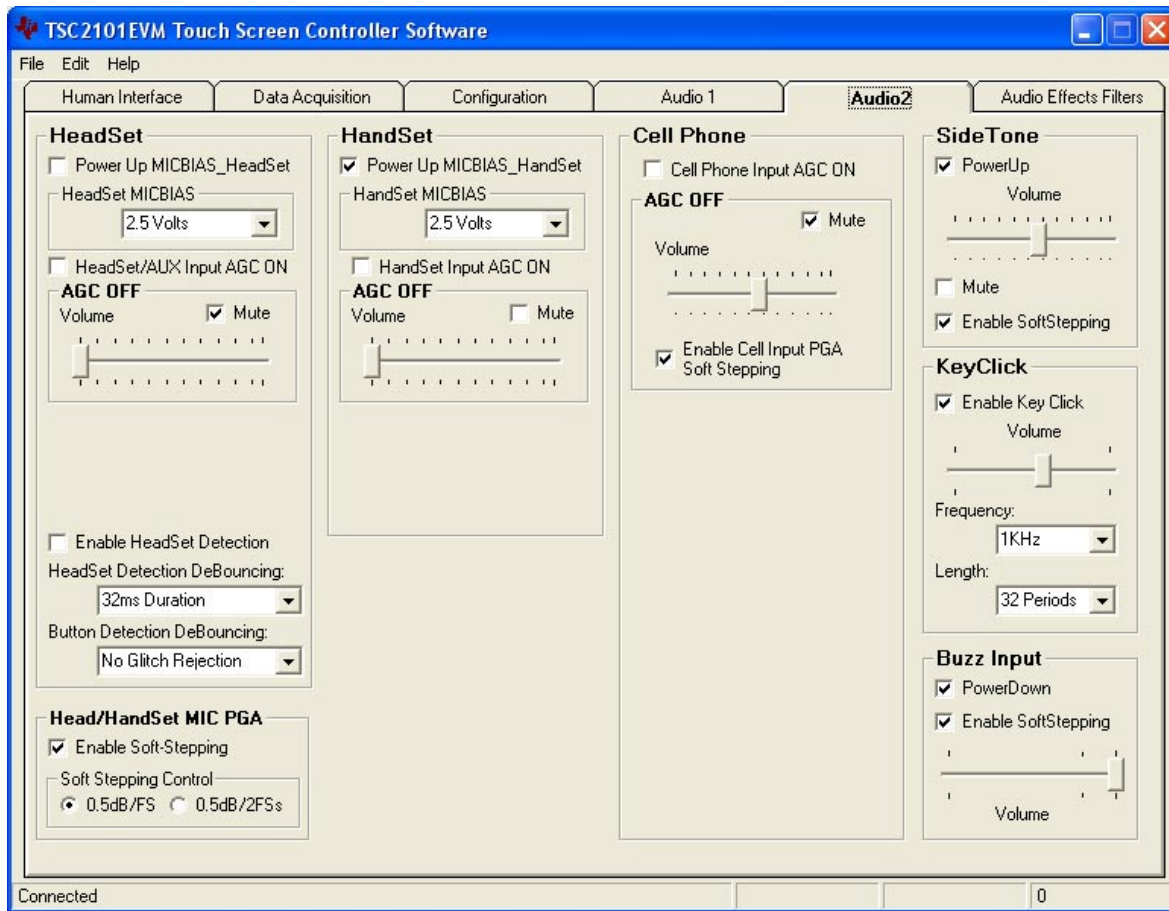 TSC2101EVM Touch Screen Controller Software
File Edit Help
Human Interface Data Acquisition Configuration Audio 1 Audio2 Audio Effects Filters
HeadSet
Power Up MICBIAS_HeadSet
HeadSet MICBIAS
2.5 Volts
HeadSet/AUX Input AGC ON
AGC OFF
Volume Mute
Enable HeadSet Detection
HeadSet Detection DeBouncing:
32ms Duration
Button Detection DeBouncing:
No Glitch Rejection
Head/HandSet MIC PGA
Enable Soft-Stepping
Soft Stepping Control
0.5dB/FS 0.5dB/2FSs
HandSet
Power Up MICBIAS_HandSet
HandSet MICBIAS
2.5 Volts
HandSet Input AGC ON
AGC OFF
Volume Mute
Cell Phone
Cell Phone Input AGC ON
AGC OFF
Mute
Volume
Enable Cell Input PGA
Soft Stepping
SideTone
PowerUp
Volume
Mute
Enable SoftStepping
KeyClick
Enable Key Click
Volume
Frequency:
1KHz
Length:
32 Periods
Buzz Input
PowerDown
Enable SoftStepping
Volume
Connected 0